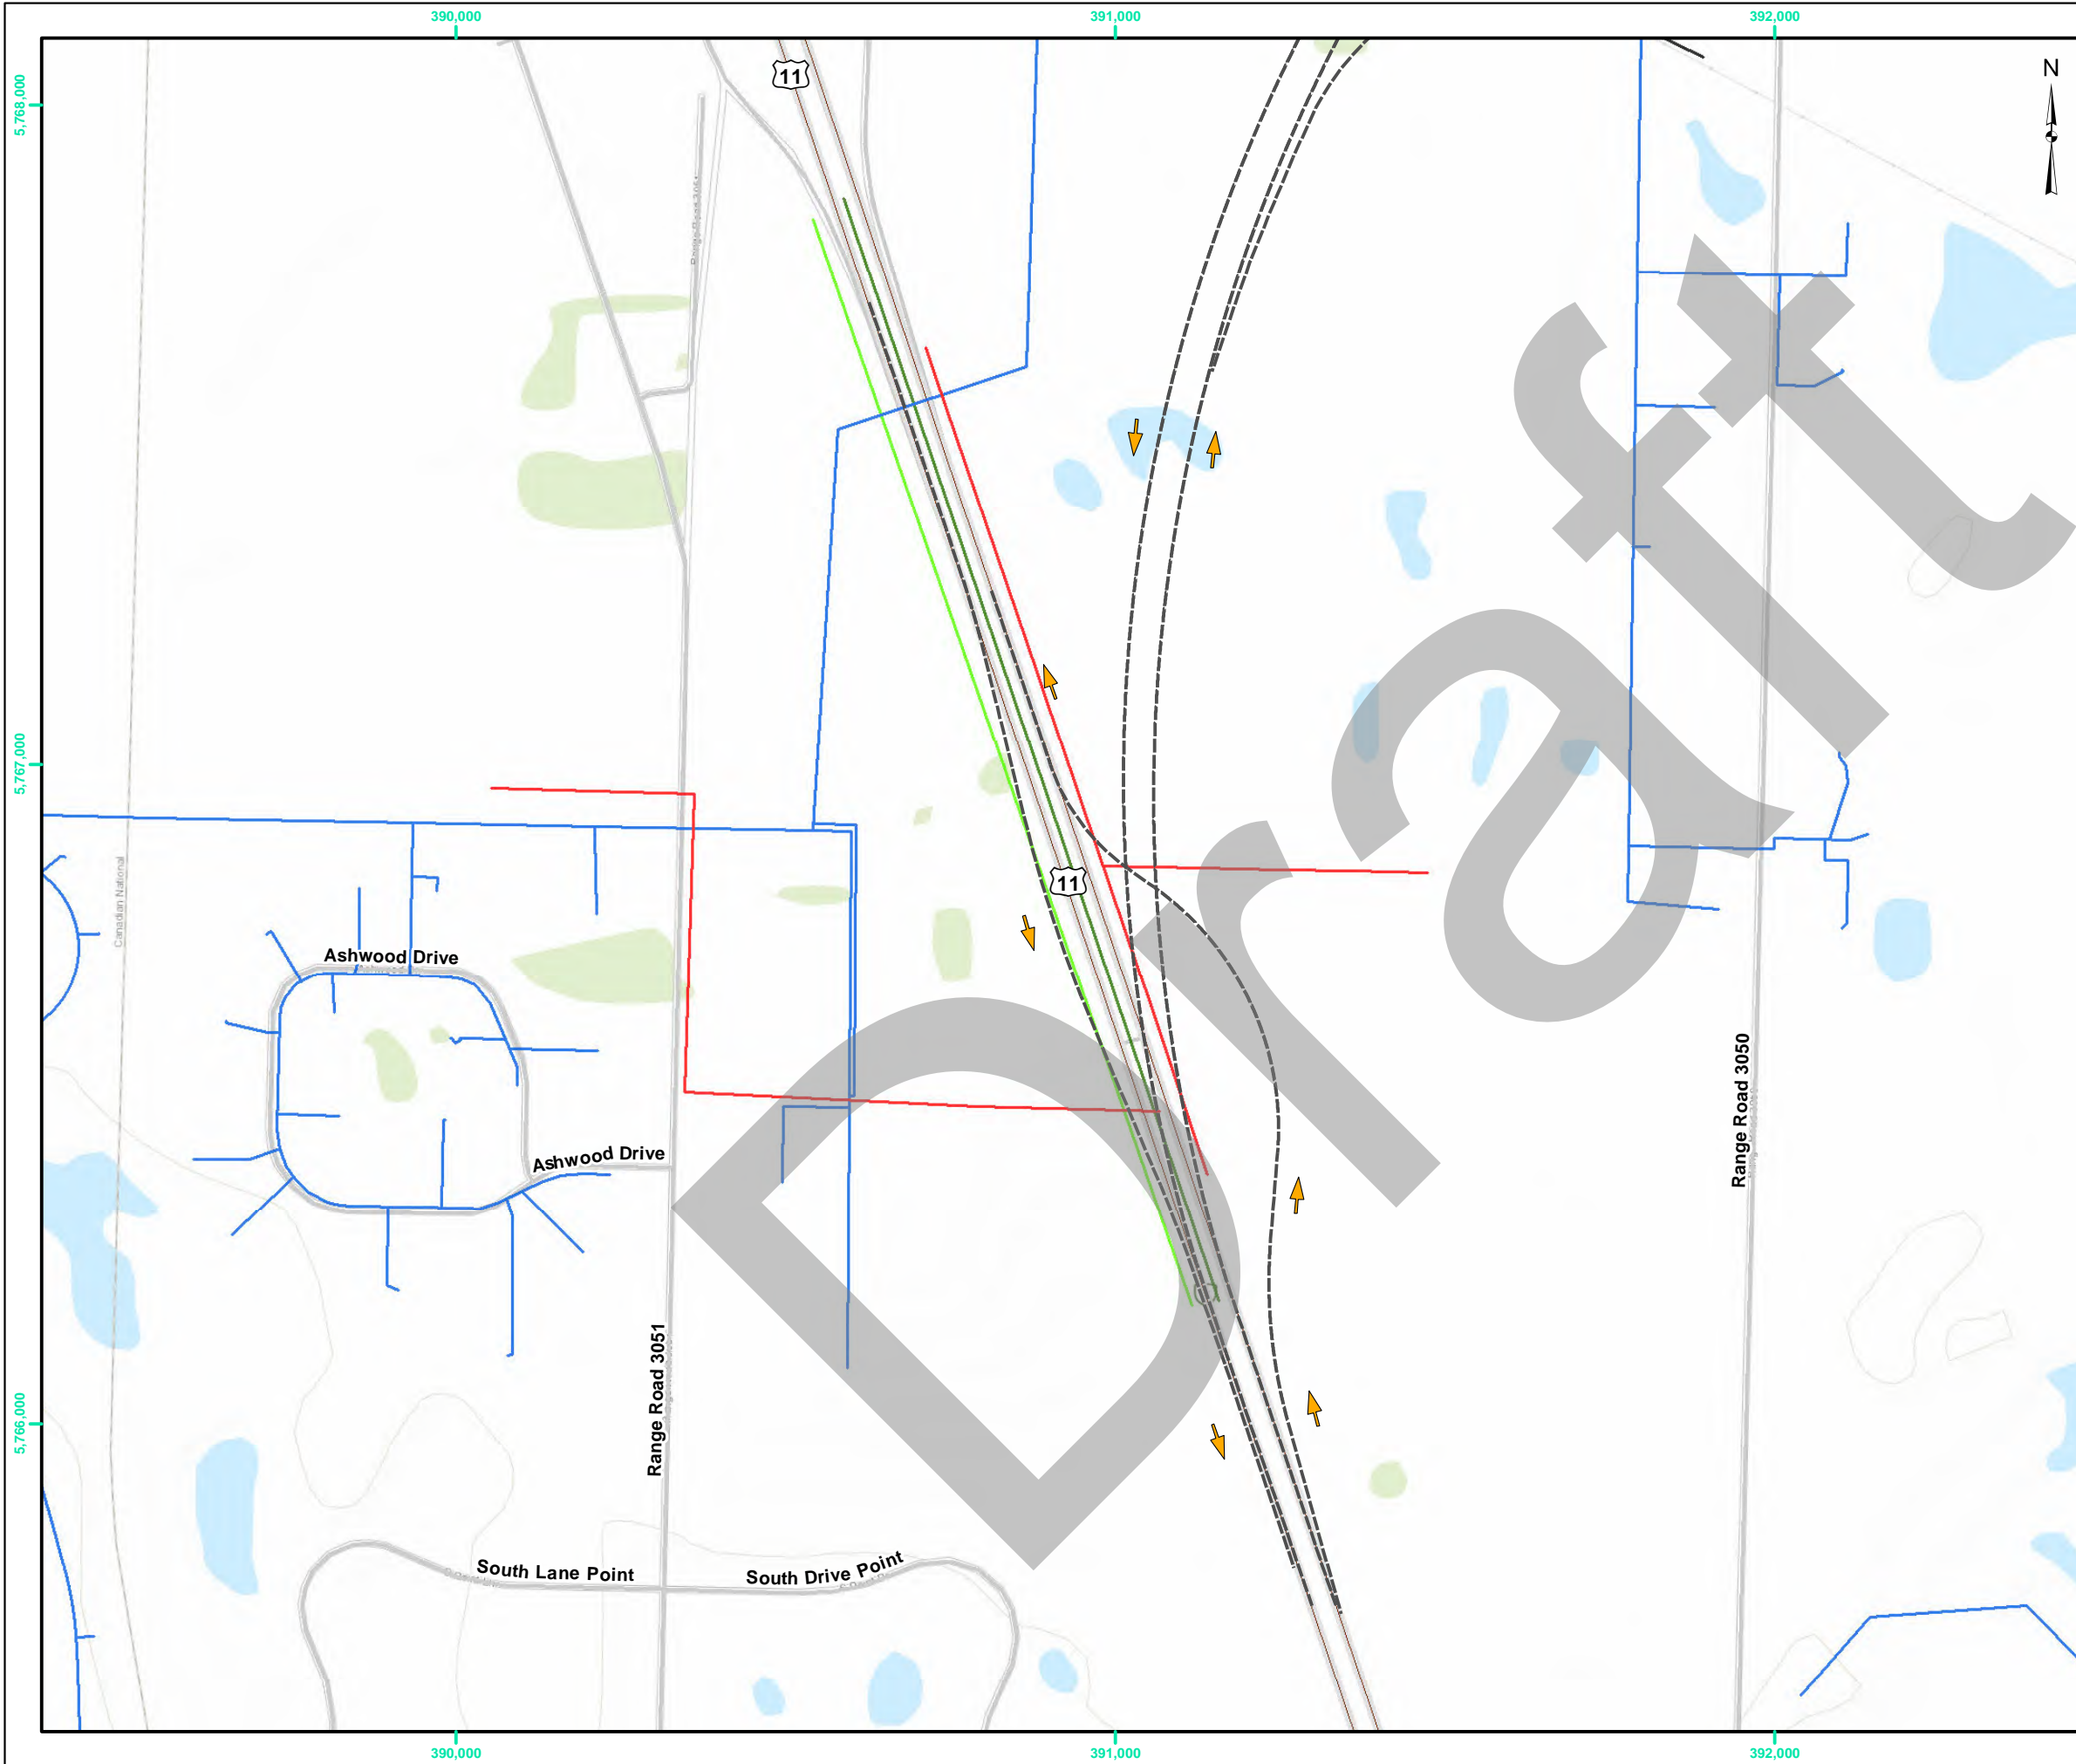 390,000
391,000
392,000
N
11
5,768,000
5,767,000
11
Canadian National
Ashwood Drive
Ashwood Drive
Range Road 3051
Range Road 3050
5,766,000
South Lane Point
South Drive Point
Draft
390,000
391,000
392,000